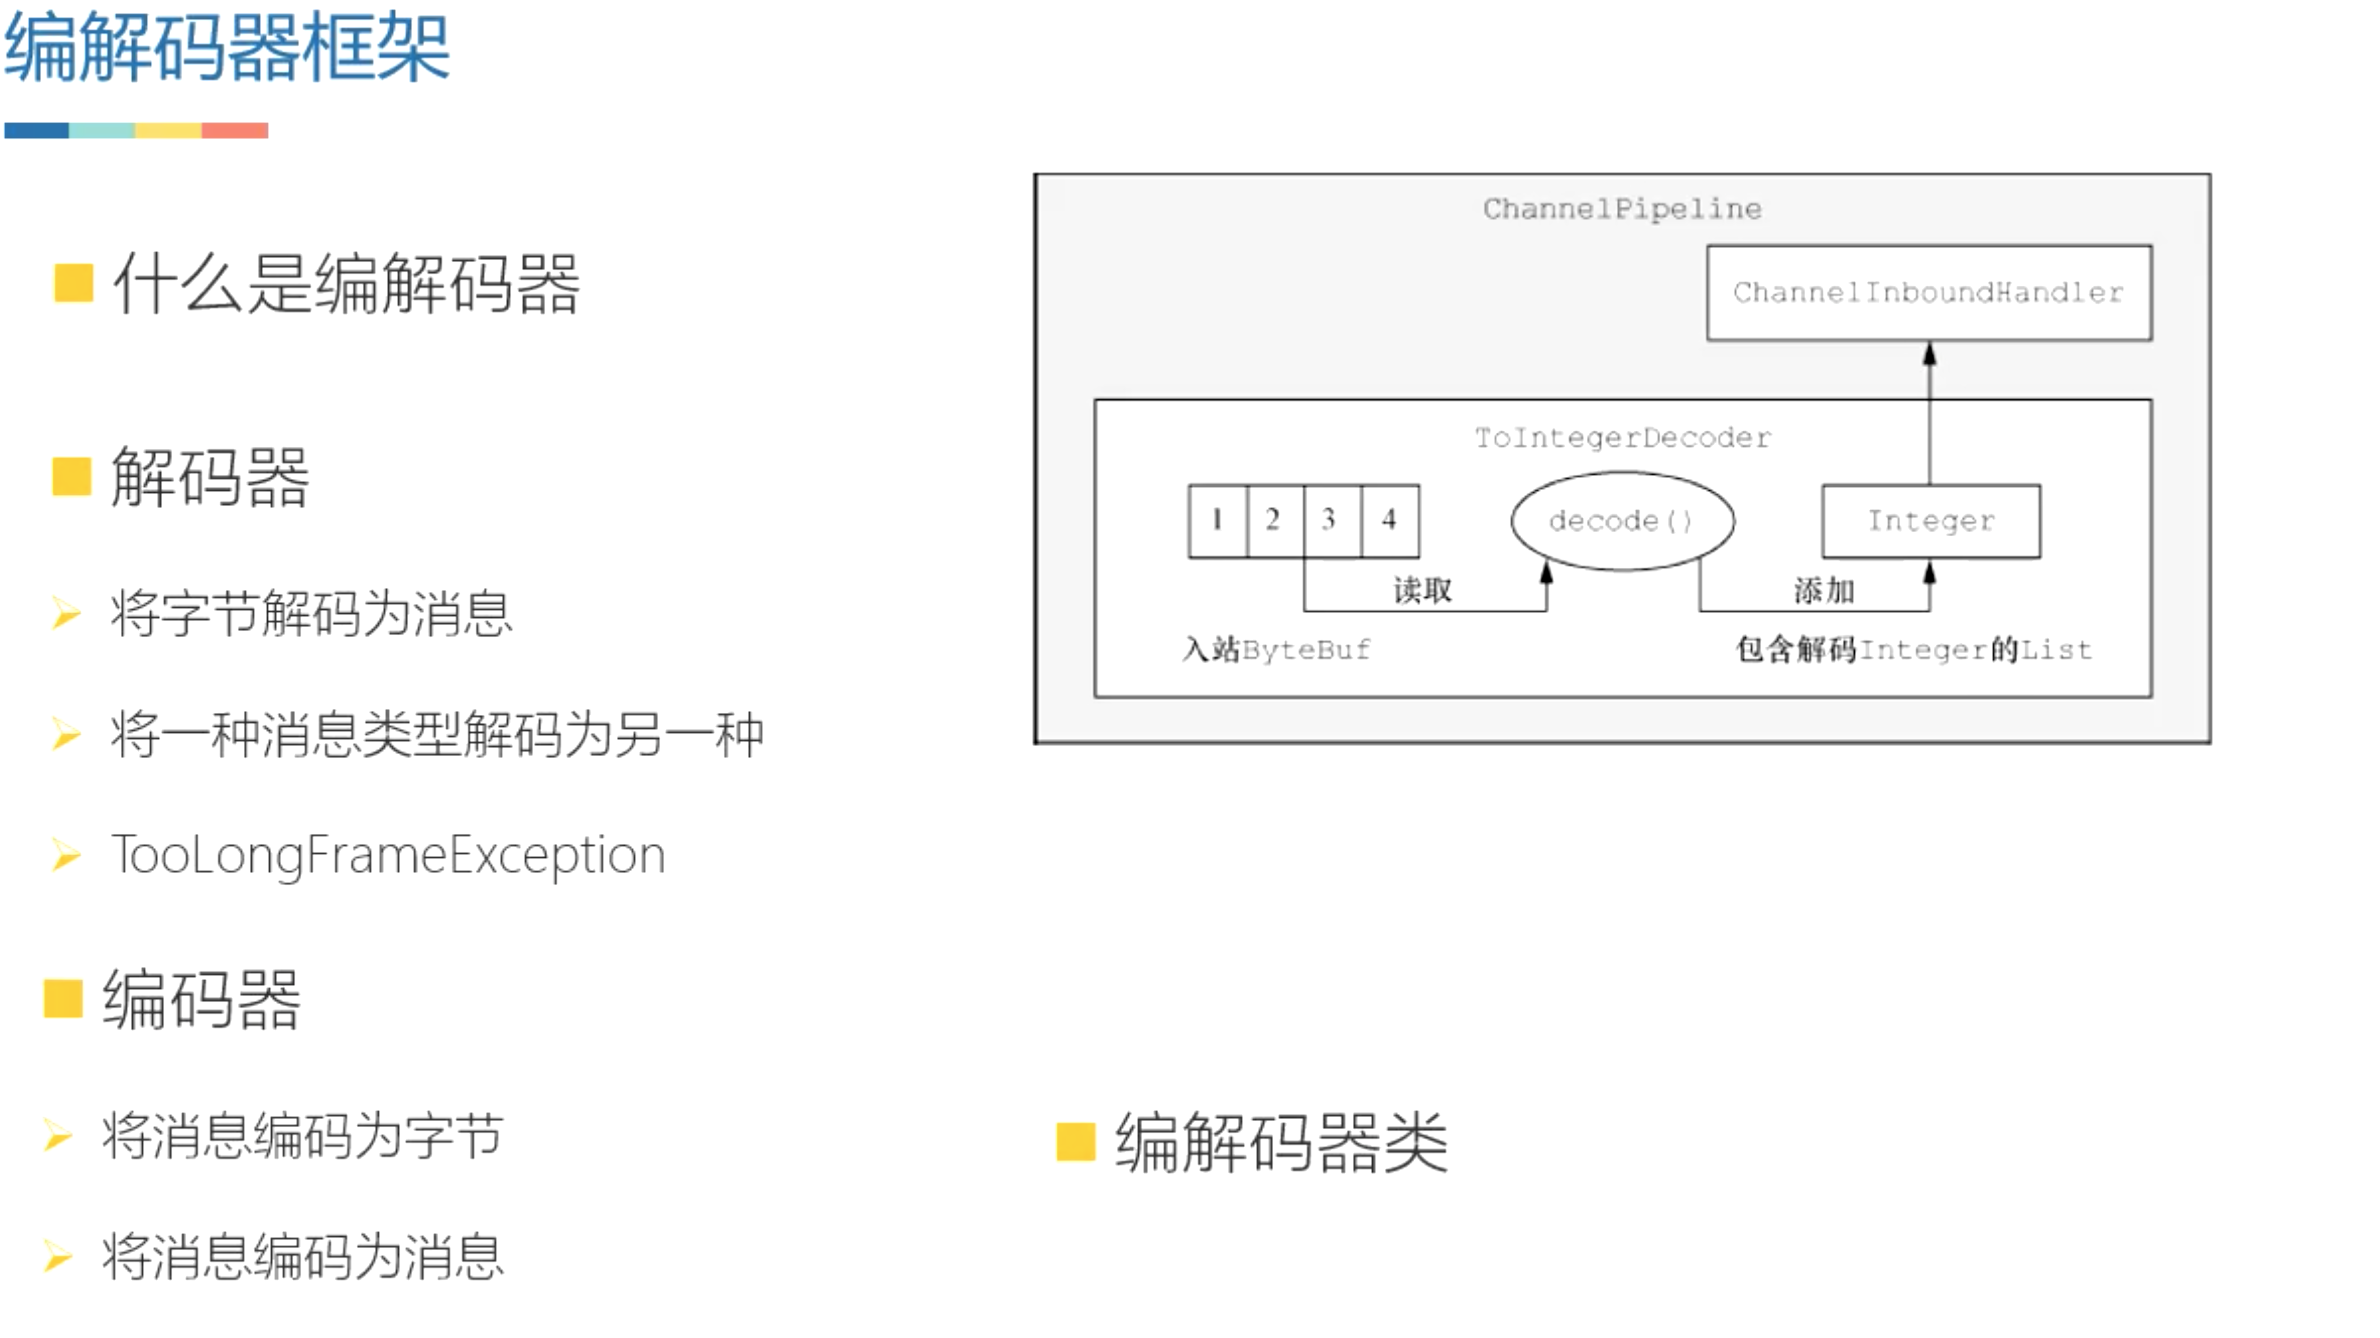 编解码器框架
什么是编解码器
解码器
将字节解码为消息
将一种消息类型解码为另一种
TooLongFrameException
编码器
将消息编码为字节
将消息编码为消息
ChannelPipeline
ChannelInboundHandler
ToIntegerDecoder
1 2 3 4
decode()
Integer
读取
添加
入站ByteBuf
包含解码Integer的List
编解码器类